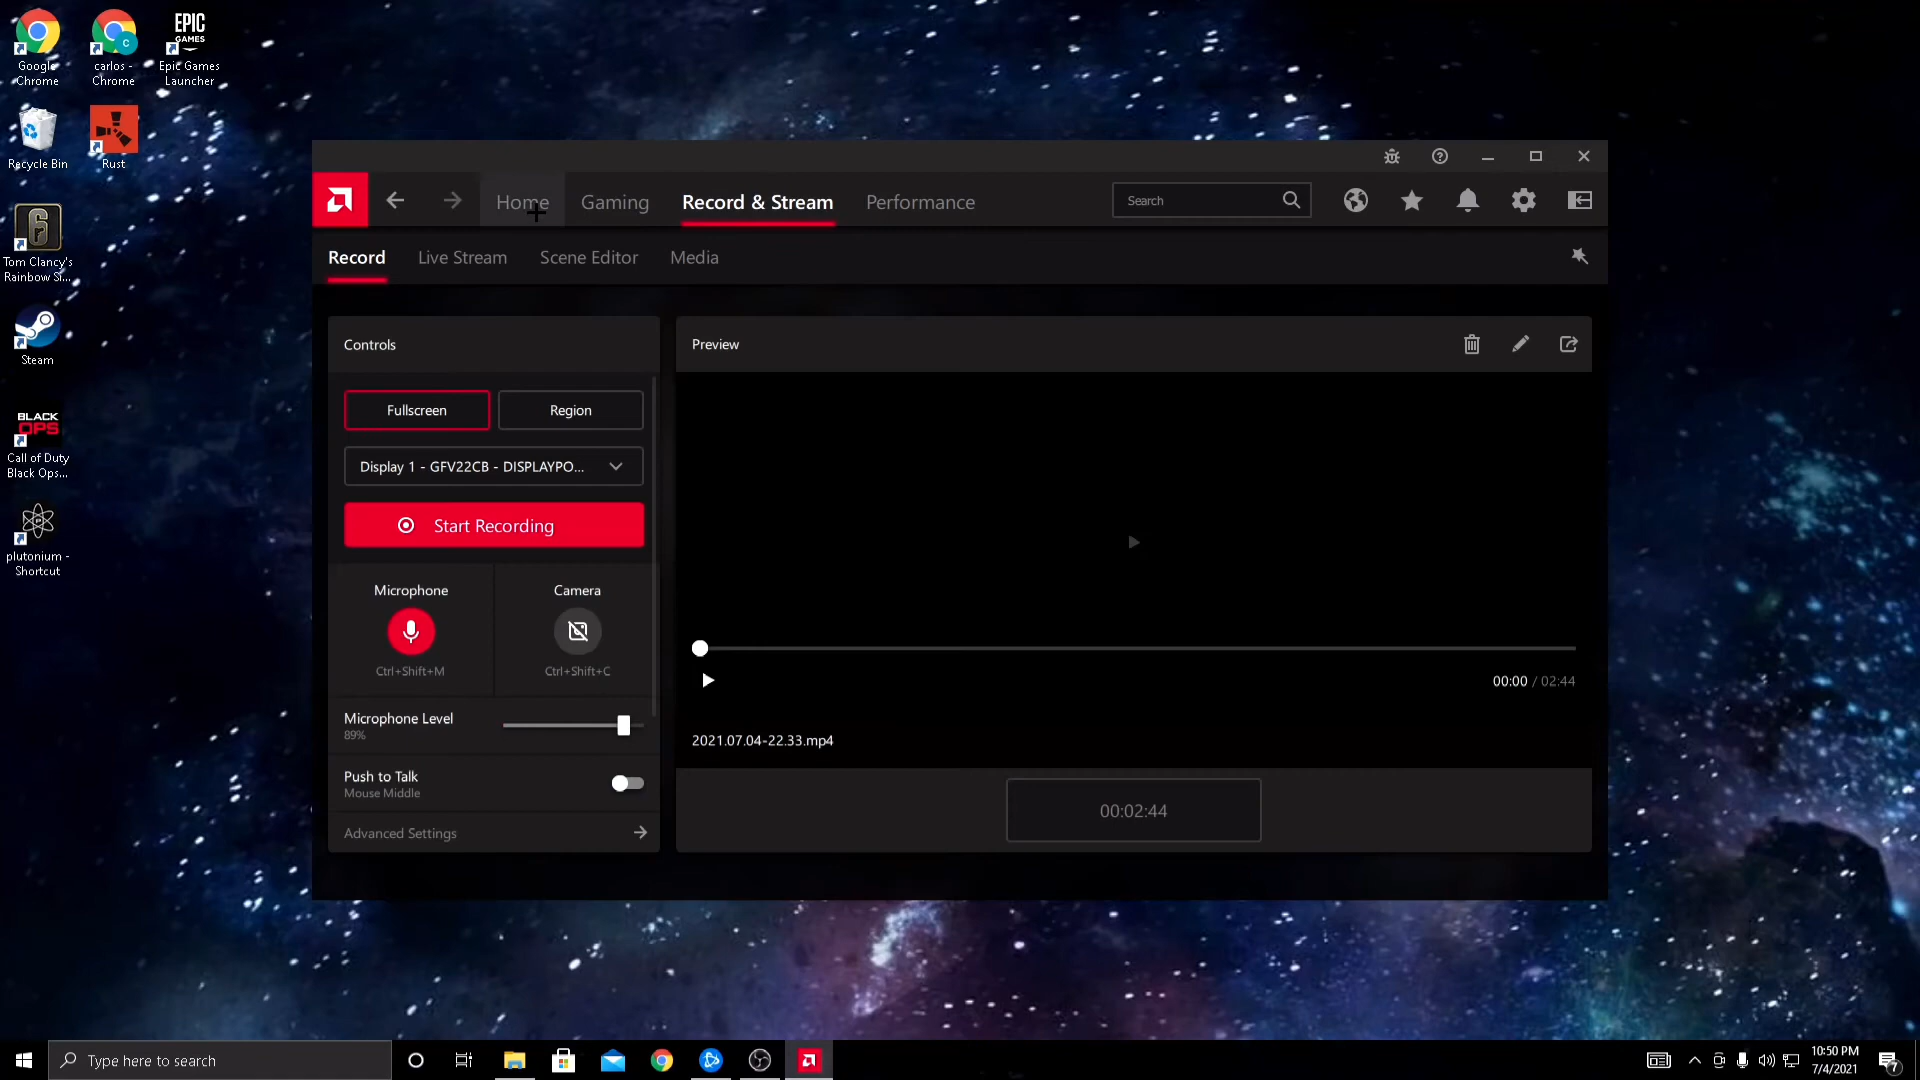 Google
Chrome
carlos -
Chrome
EPIC
GAMES
Epic Games
Launcher
Recycle Bin
Rust
Tom Clancy's
Rainbow Si...
Steam
BLACK
OPS
Call of Duty
Black Ops...
plutonium -
Shortcut
Home
Gaming
Record & Stream
Performance
Search
Record
Live Stream
Scene Editor
Media
Controls
Preview
Fullscreen
Region
Display 1 - GFV22CB - DISPLAYPO...
Start Recording
Microphone
Camera
Ctrl+Shift+M
Ctrl+Shift+C
Microphone Level
89%
Push to Talk
Mouse Middle
Advanced Settings
00:00 / 02:44
2021.07.04-22.33.mp4
00:02:44
Type here to search
10:50 PM
7/4/2021
7